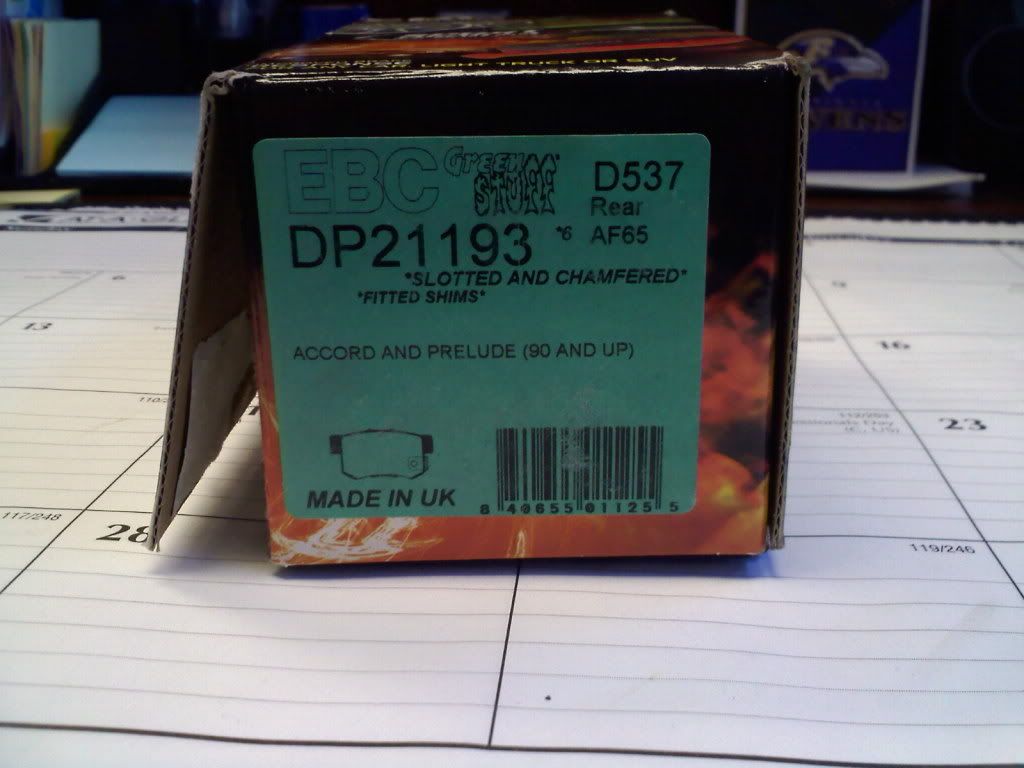 LIGHT TRUCK OR SUV
EBC Green Stuff
D537
Rear
DP21193 *6 AF65
*SLOTTED AND CHAMFERED*
*FITTED SHIMS*
ACCORD AND PRELUDE (90 AND UP)
MADE IN UK
8 40655 01125 5
6
9
13
16
23
28
117/248
119/246